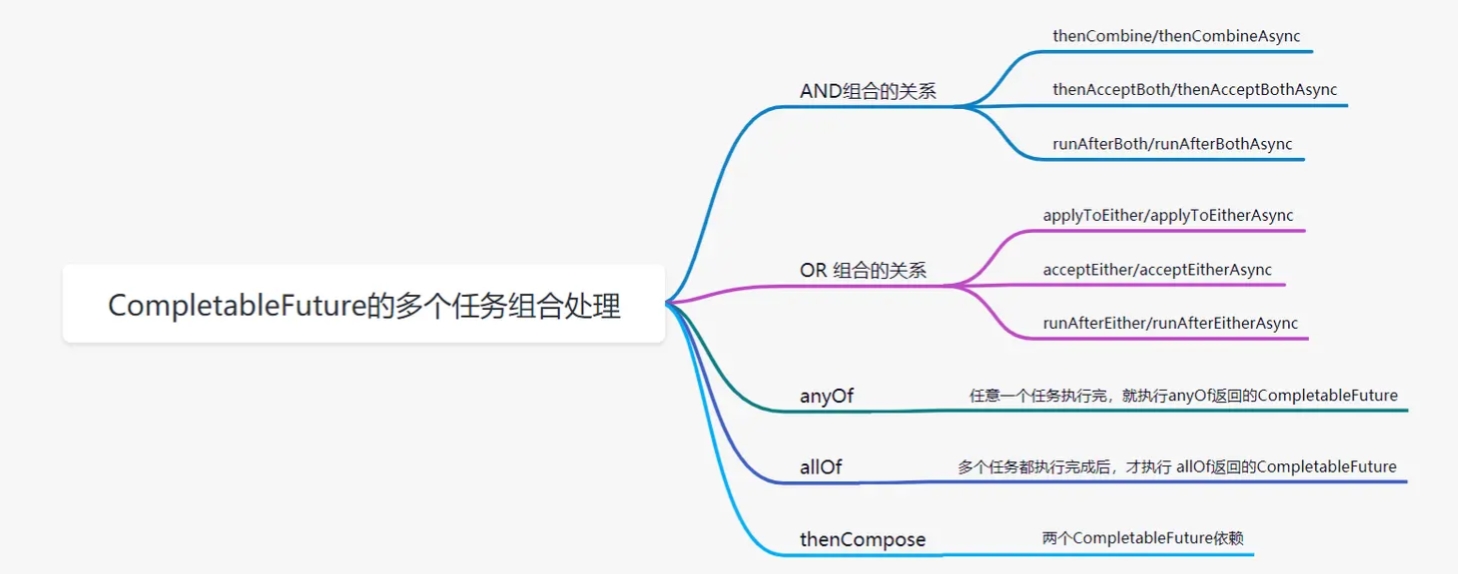 CompletableFuture的多个任务组合处理
AND组合的关系
thenCombine/thenCombineAsync
thenAcceptBoth/thenAcceptBothAsync
runAfterBoth/runAfterBothAsync
OR 组合的关系
applyToEither/applyToEitherAsync
acceptEither/acceptEitherAsync
runAfterEither/runAfterEitherAsync
anyOf
任意一个任务执行完，就执行anyOf返回的CompletableFuture
allOf
多个任务都执行完成后，才执行 allOf返回的CompletableFuture
thenCompose
两个CompletableFuture依赖